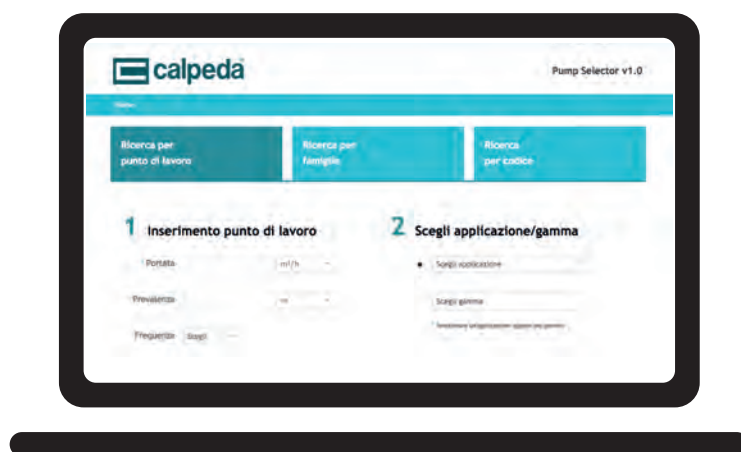 calpeda
Pump Selector v1.0
Home
Ricerca per
punto di lavoro
Ricerca per
famiglie
Ricerca
per codice
1 Inserimento punto di lavoro
2 Scegli applicazione/gamma
Portata
m³/h
Scegli applicazione
Prevalenza
m
Scegli gamma
Frequenza Scegli